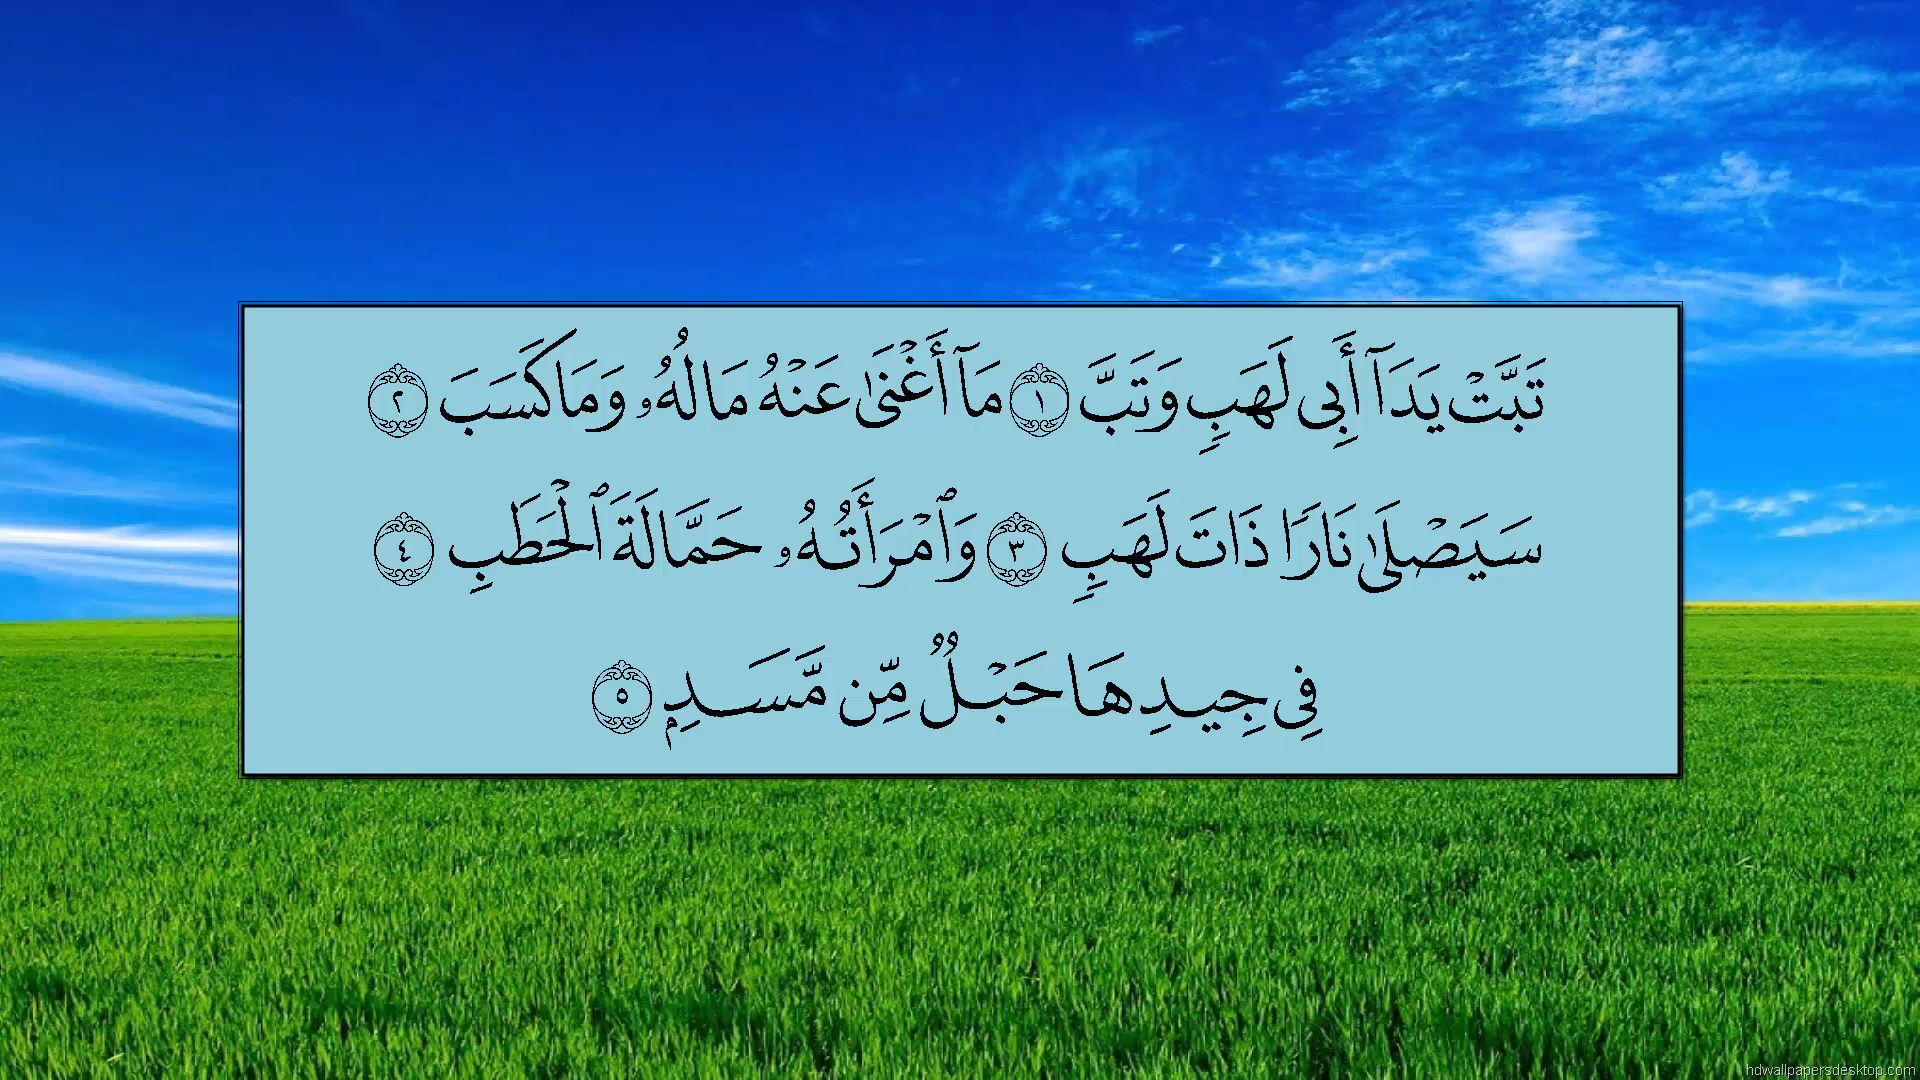 تَبَّتْ يَدَآ أَبِى لَهَبٍ وَتَبَّ ١ مَآ أَغْنَىٰ عَنْهُ مَالُهُۥ وَمَا كَسَبَ ٢
سَيَصْلَىٰ نَارًا ذَاتَ لَهَبٍ ٣ وَٱمْرَأَتُهُۥ حَمَّالَةَ ٱلْحَطَبِ ٤
فِى جِيدِهَا حَبْلٌ مِّن مَّسَدٍۭ ٥
hdwallpapersdesktop.com